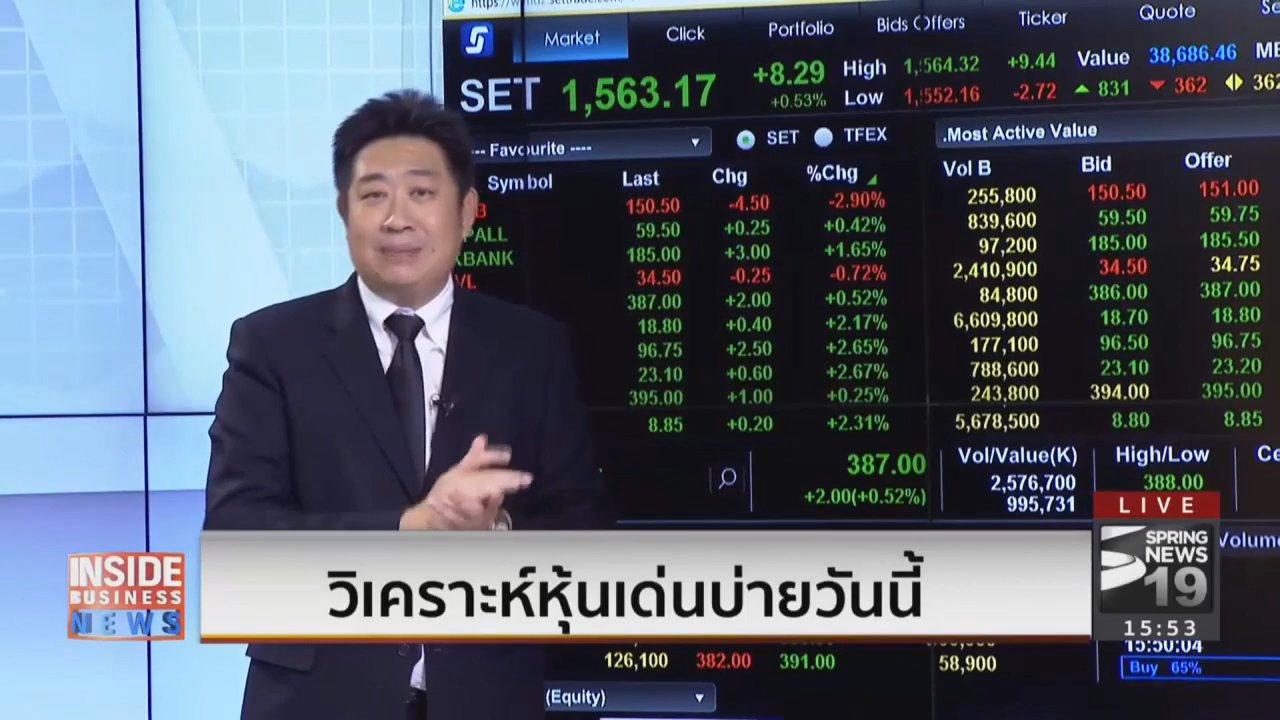 Market Click Portfolio Bids Offers Ticker Quote
SET 1,563.17 +8.29 +0.53%
High 1,564.32 +9.44 Value 38,686.46
Low 1,552.16 -2.72 831 362
---- Favourite ---- SET TFEX .Most Active Value
Symbol Last Chg %Chg Vol B Bid Offer
B 150.50 -4.50 -2.90% 255,800 150.50 151.00
PALL 59.50 +0.25 +0.42% 839,600 59.50 59.75
KBANK 185.00 +3.00 +1.65% 97,200 185.00 185.50
VL 34.50 -0.25 -0.72% 2,410,900 34.50 34.75
387.00 +2.00 +0.52% 84,800 386.00 387.00
18.80 +0.40 +2.17% 6,609,800 18.70 18.80
96.75 +2.50 +2.65% 177,100 96.50 96.75
23.10 +0.60 +2.67% 788,600 23.10 23.20
395.00 +1.00 +0.25% 243,800 394.00 395.00
8.85 +0.20 +2.31% 5,678,500 8.80 8.85
387.00 Vol/Value(K) High/Low
+2.00(+0.52%) 2,576,700 388.00
995,731
LIVE
SPRING
NEWS
19
15:53
INSIDE
BUSINESS
NEWS
วิเคราะห์หุ้นเด่นบ่ายวันนี้
15:50:04
126,100 382.00 391.00 58,900
Buy 65%
(Equity)